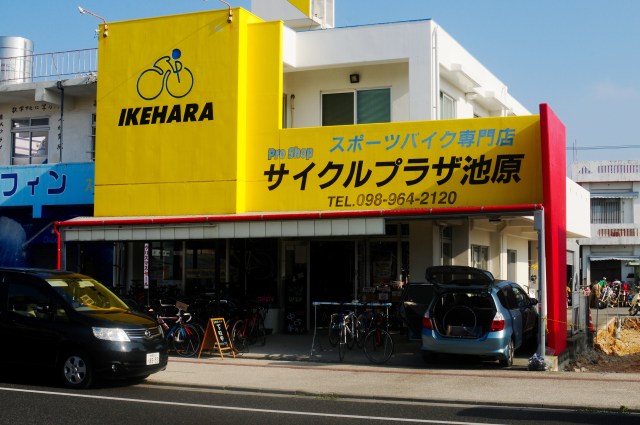 IKEHARA
スポーツバイク専門店
Pro Shop
サイクルプラザ池原
TEL.098-964-2120
フィン